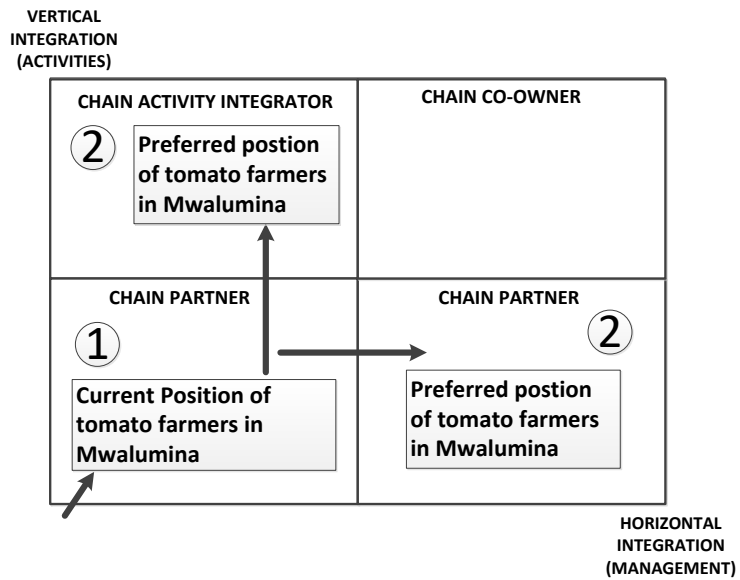 VERTICAL
INTEGRATION
(ACTIVITIES)
CHAIN ACTIVITY INTEGRATOR
CHAIN CO-OWNER
2
Preferred postion
of tomato farmers
in Mwalumina
CHAIN PARTNER
CHAIN PARTNER
1
2
Current Position of
tomato farmers in
Mwalumina
Preferred postion
of tomato farmers
in Mwalumina
HORIZONTAL
INTEGRATION
(MANAGEMENT)